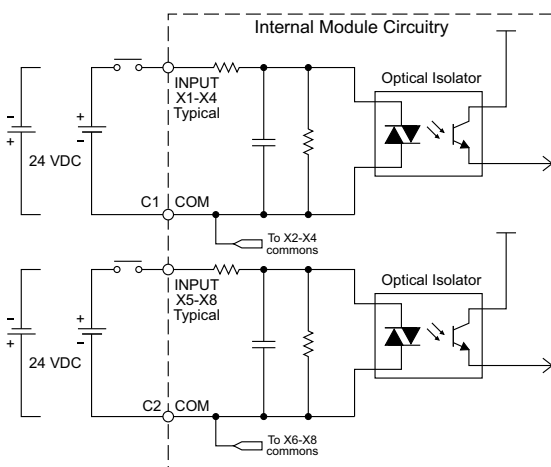 Internal Module Circuitry
Optical Isolator
INPUT
X1-X4
Typical
-
+
+
-
24 VDC
C1 COM
To X2-X4
commons
Optical Isolator
INPUT
X5-X8
Typical
-
+
+
-
24 VDC
C2 COM
To X6-X8
commons